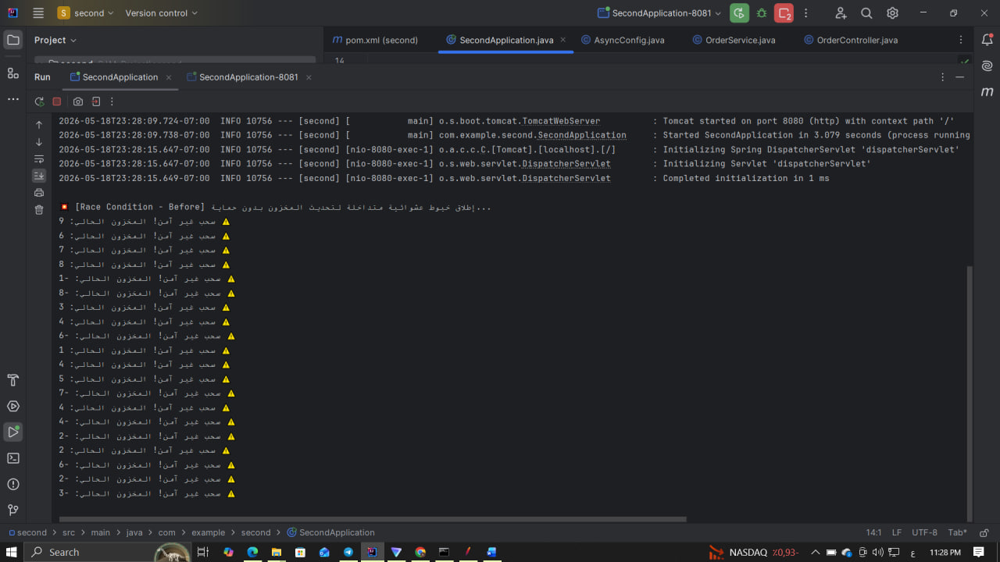 S second Version control SecondApplication-8081 2
Project
pom.xml (second) SecondApplication.java AsyncConfig.java OrderService.java OrderController.java
14
Run SecondApplication SecondApplication-8081
2026-05-18T23:28:09.724-07:00 INFO 10756 --- [second] [ main] o.s.boot.tomcat.TomcatWebServer : Tomcat started on port 8080 (http) with context path '/'
2026-05-18T23:28:09.738-07:00 INFO 10756 --- [second] [ main] com.example.second.SecondApplication : Started SecondApplication in 3.079 seconds (process running
2026-05-18T23:28:15.647-07:00 INFO 10756 --- [second] [nio-8080-exec-1] o.a.c.c.C.[Tomcat].[localhost].[/] : Initializing Spring DispatcherServlet 'dispatcherServlet'
2026-05-18T23:28:15.647-07:00 INFO 10756 --- [second] [nio-8080-exec-1] o.s.web.servlet.DispatcherServlet : Initializing Servlet 'dispatcherServlet'
2026-05-18T23:28:15.649-07:00 INFO 10756 --- [second] [nio-8080-exec-1] o.s.web.servlet.DispatcherServlet : Completed initialization in 1 ms
💥 [Race Condition - Before] إطلاق خيوط عشوائية متداخلة لتحديث المخزون بدون حماية...
⚠️ سحب غير آمن! المخزون الحالي: 9
⚠️ سحب غير آمن! المخزون الحالي: 6
⚠️ سحب غير آمن! المخزون الحالي: 7
⚠️ سحب غير آمن! المخزون الحالي: 8
⚠️ سحب غير آمن! المخزون الحالي: -1
⚠️ سحب غير آمن! المخزون الحالي: -8
⚠️ سحب غير آمن! المخزون الحالي: 3
⚠️ سحب غير آمن! المخزون الحالي: 4
⚠️ سحب غير آمن! المخزون الحالي: -6
⚠️ سحب غير آمن! المخزون الحالي: 1
⚠️ سحب غير آمن! المخزون الحالي: 4
⚠️ سحب غير آمن! المخزون الحالي: 5
⚠️ سحب غير آمن! المخزون الحالي: -7
⚠️ سحب غير آمن! المخزون الحالي: 4
⚠️ سحب غير آمن! المخزون الحالي: -4
⚠️ سحب غير آمن! المخزون الحالي: -2
⚠️ سحب غير آمن! المخزون الحالي: 2
⚠️ سحب غير آمن! المخزون الحالي: -6
⚠️ سحب غير آمن! المخزون الحالي: -2
⚠️ سحب غير آمن! المخزون الحالي: -3
second > src > main > java > com > example > second > SecondApplication 14:1 LF UTF-8 Tab*
Search NASDAQ ٪0,93- ع 11:28 PM